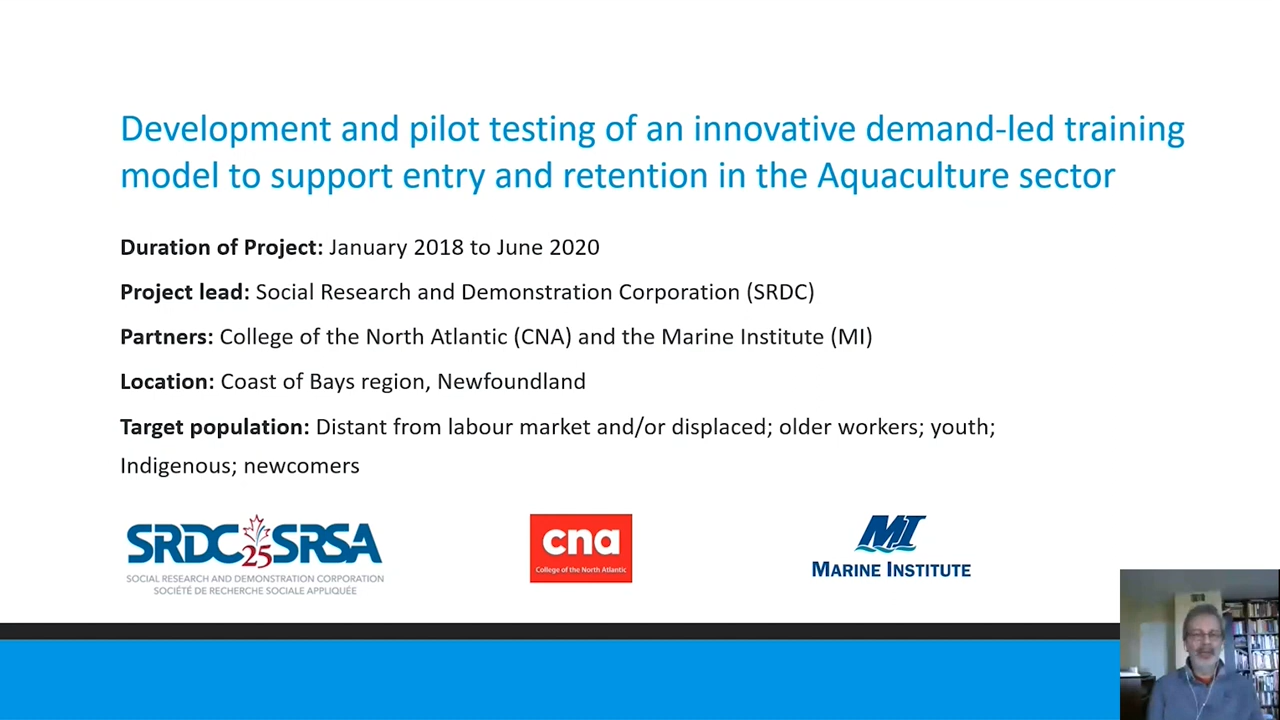 Development and pilot testing of an innovative demand-led training
model to support entry and retention in the Aquaculture sector
Duration of Project: January 2018 to June 2020
Project lead: Social Research and Demonstration Corporation (SRDC)
Partners: College of the North Atlantic (CNA) and the Marine Institute (MI)
Location: Coast of Bays region, Newfoundland
Target population: Distant from labour market and/or displaced; older workers; youth;
Indigenous; newcomers
SRDC 25 SRSA
SOCIAL RESEARCH AND DEMONSTRATION CORPORATION
SOCIÉTÉ DE RECHERCHE SOCIALE APPLIQUÉE
cna
College of the North Atlantic
MI
MARINE INSTITUTE